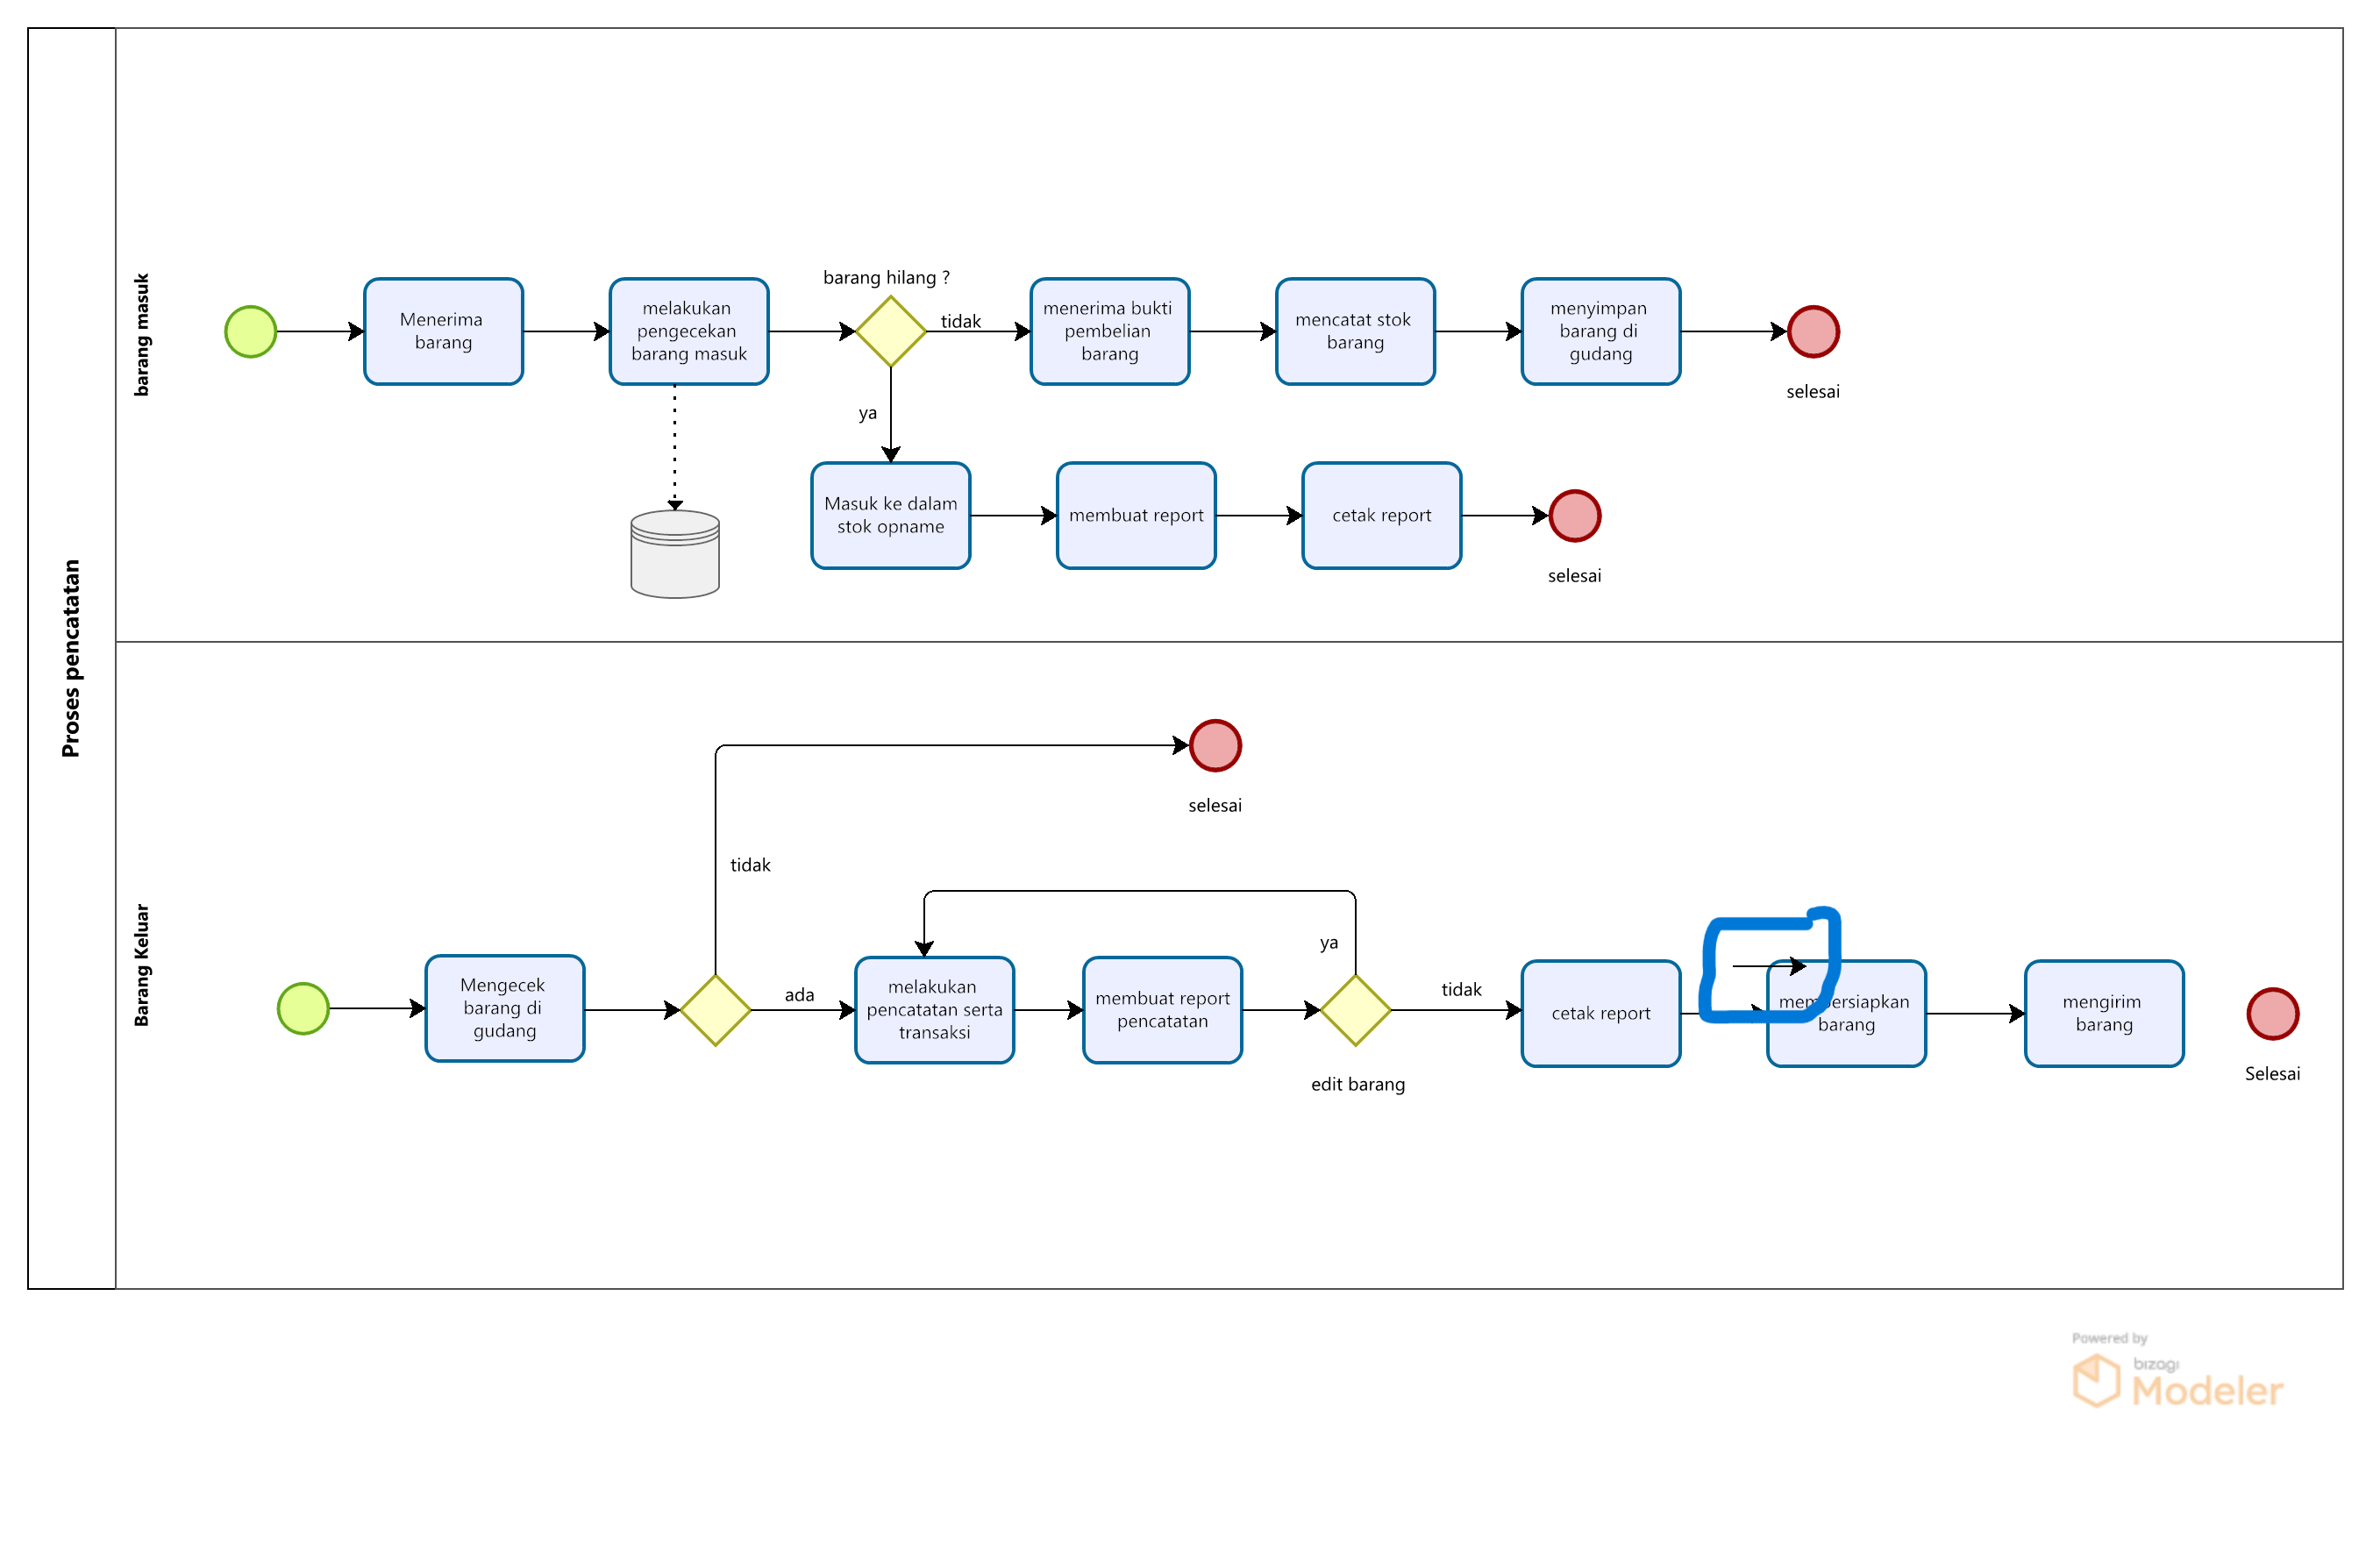 Proses pencatatan
barang masuk
Menerima
barang
melakukan
pengecekan
barang masuk
barang hilang ?
tidak
ya
menerima bukti
pembelian
barang
mencatat stok
barang
menyimpan
barang di
gudang
selesai
Masuk ke dalam
stok opname
membuat report
cetak report
selesai
Barang Keluar
Mengecek
barang di
gudang
tidak
selesai
ada
melakukan
pencatatan serta
transaksi
membuat report
pencatatan
ya
edit barang
tidak
cetak report
mempersiapkan
barang
mengirim
barang
Selesai
Powered by
bizagi
Modeler